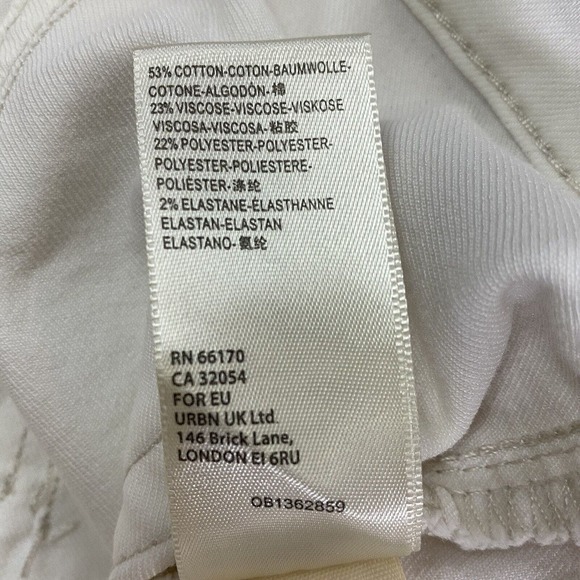 53% COTTON-COTON-BAUMWOLLE-
COTONE-ALGODÓN-棉
23% VISCOSE-VISCOSE-VISKOSE
VISCOSA-VISCOSA-粘胶
22% POLYESTER-POLYESTER-
POLYESTER-POLIESTERE-
POLIÉSTER-涤纶
2% ELASTANE-ÉLASTHANNE
ELASTAN-ELASTAN
ELASTANO-氨纶
RN 66170
CA 32054
FOR EU
URBN UK Ltd.
146 Brick Lane,
LONDON EI 6RU
OB1362859